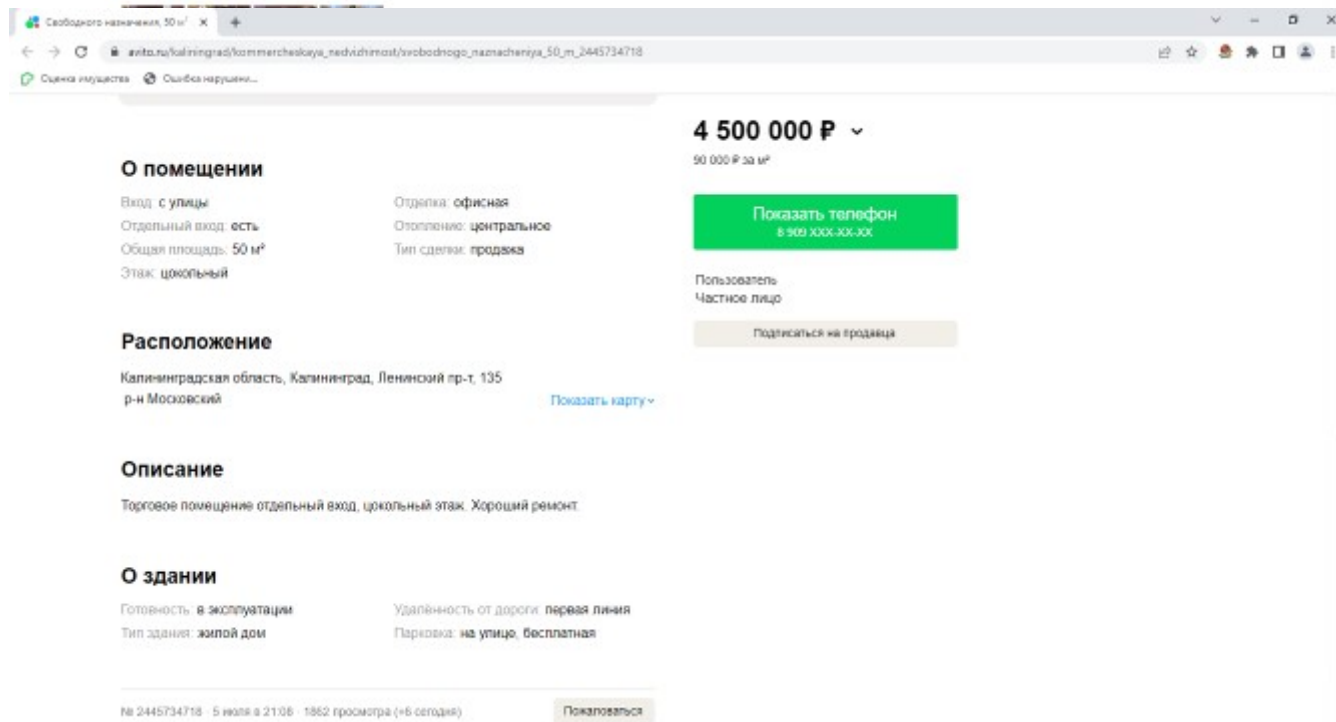 Свободного назначения, 50 м²
avito.ru/kaliningrad/kommercheskaya_nedvizhimost/svobodnogo_naznacheniya_50_m_2445734718
Оценка имущества Ошибка нарушени...
4 500 000 ₽
90 000 ₽ за м²
О помещении
Вход: с улицы Отделка: офисная
Отдельный вход: есть Отопление: центральное
Общая площадь: 50 м² Тип сделки: продажа
Этаж: цокольный
Показать телефон
8 909 XXX-XX-XX
Пользователь
Частное лицо
Подписаться на продавца
Расположение
Калининградская область, Калининград, Ленинский пр-т, 135
р-н Московский
Показать карту
Описание
Торговое помещение отдельный вход, цокольный этаж. Хороший ремонт.
О здании
Готовность: в эксплуатации Удалённость от дороги: первая линия
Тип здания: жилой дом Парковка: на улице, бесплатная
№ 2445734718 · 5 июля в 21:08 · 1862 просмотра (+6 сегодня) Пожаловаться